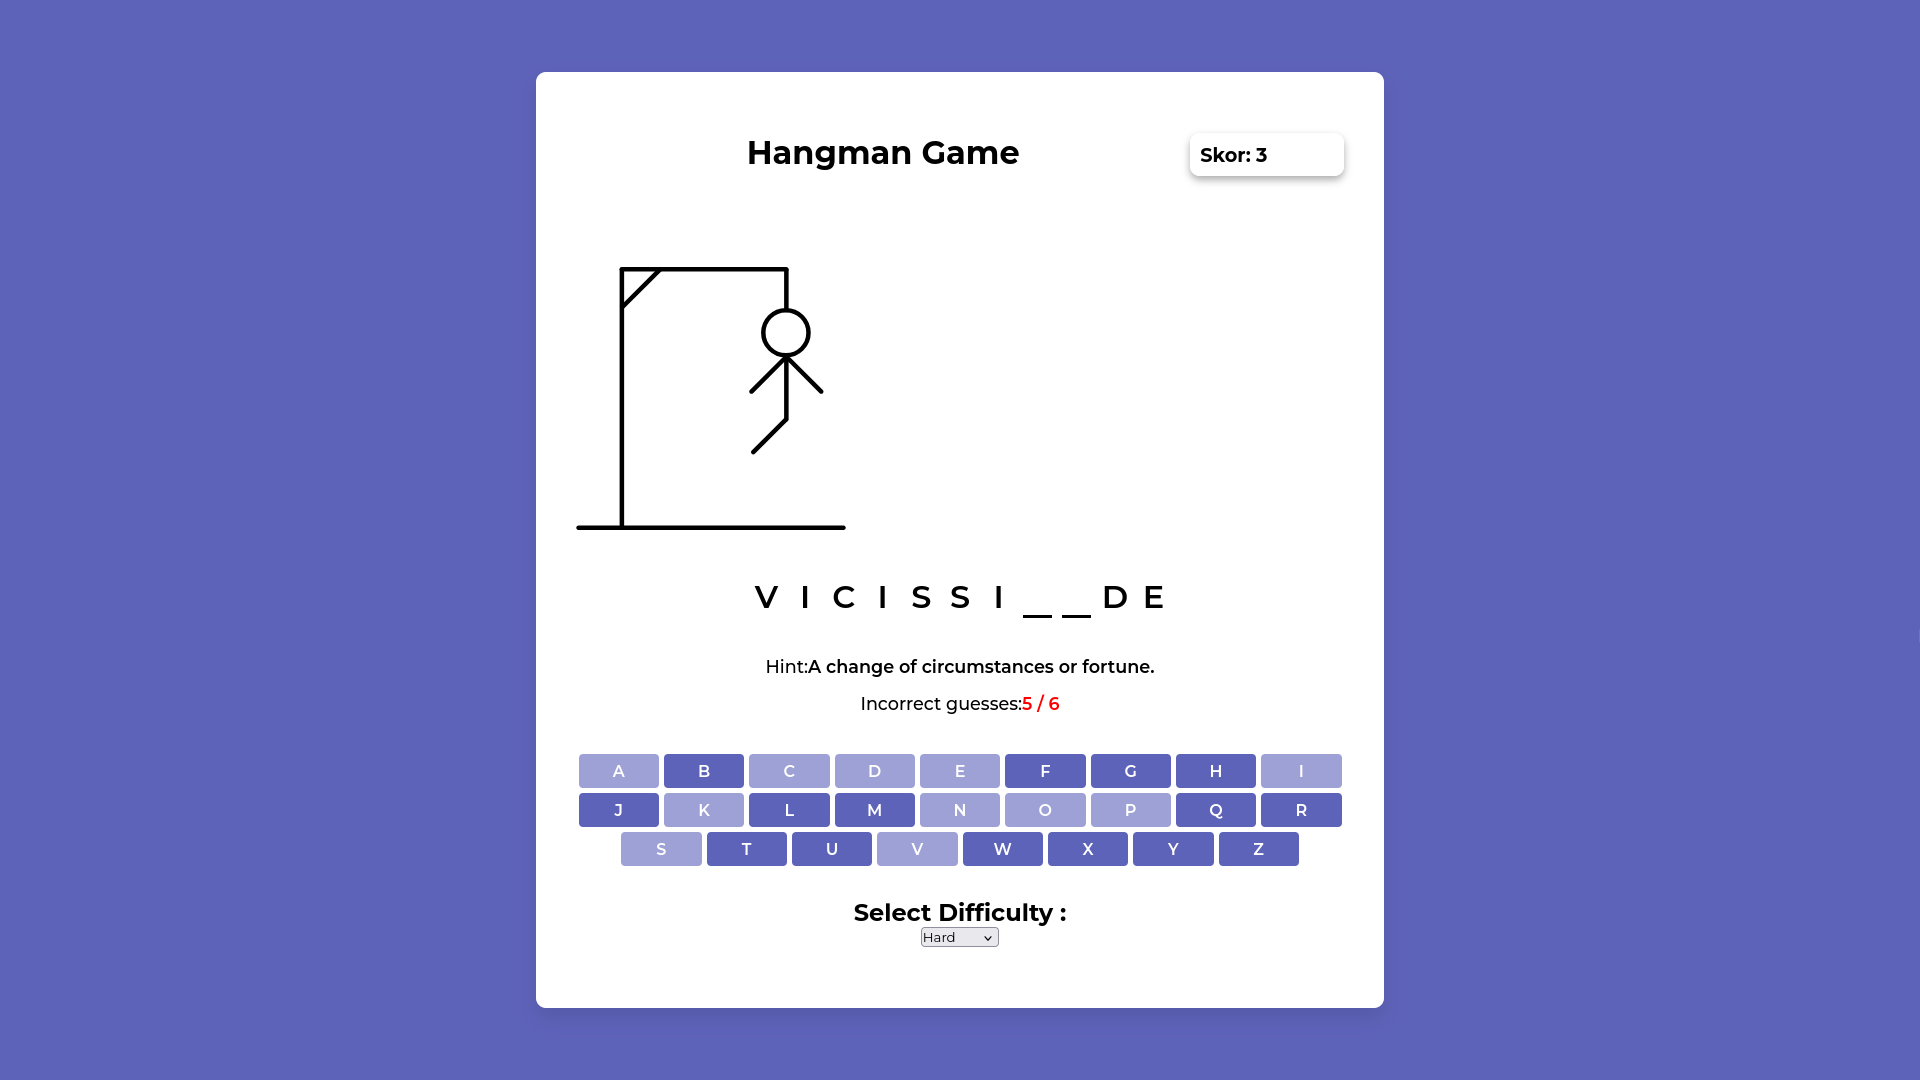 Hangman Game
Skor: 3
V I C I S S I _ _ D E
Hint:A change of circumstances or fortune.
Incorrect guesses:5 / 6
A B C D E F G H I
J K L M N O P Q R
S T U V W X Y Z
Select Difficulty :
Hard